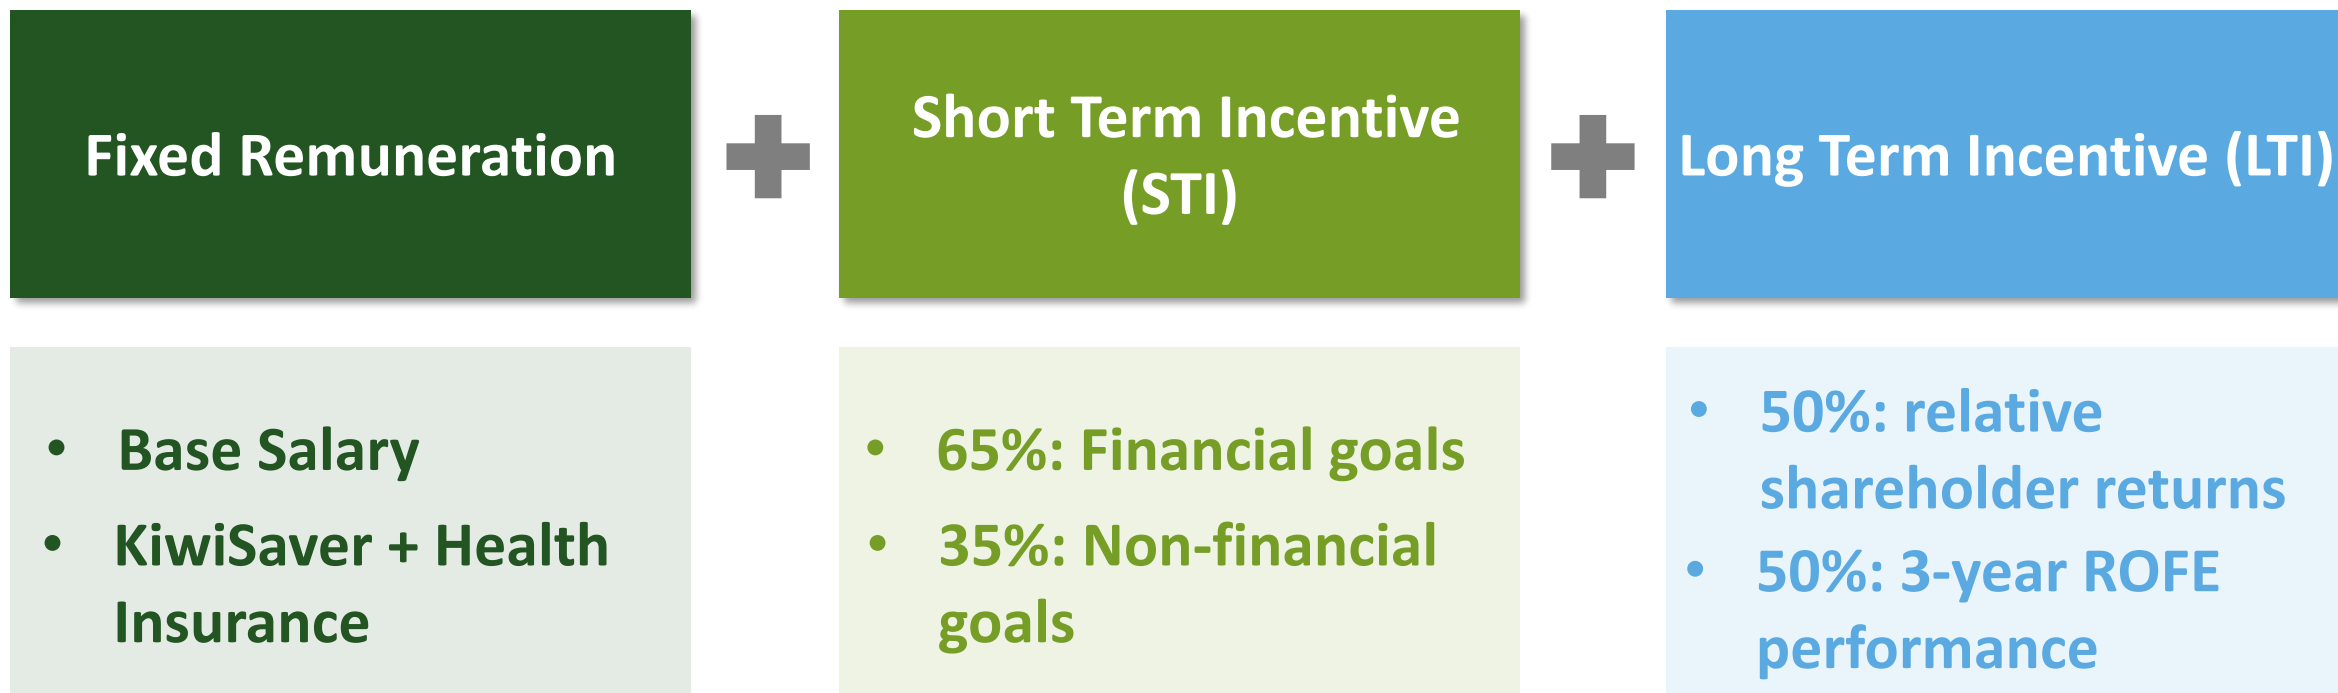 Fixed Remuneration
Short Term Incentive
(STI)
Long Term Incentive (LTI)
• Base Salary
• KiwiSaver + Health
Insurance
• 65%: Financial goals
• 35%: Non-financial
goals
• 50%: relative
shareholder returns
• 50%: 3-year ROFE
performance